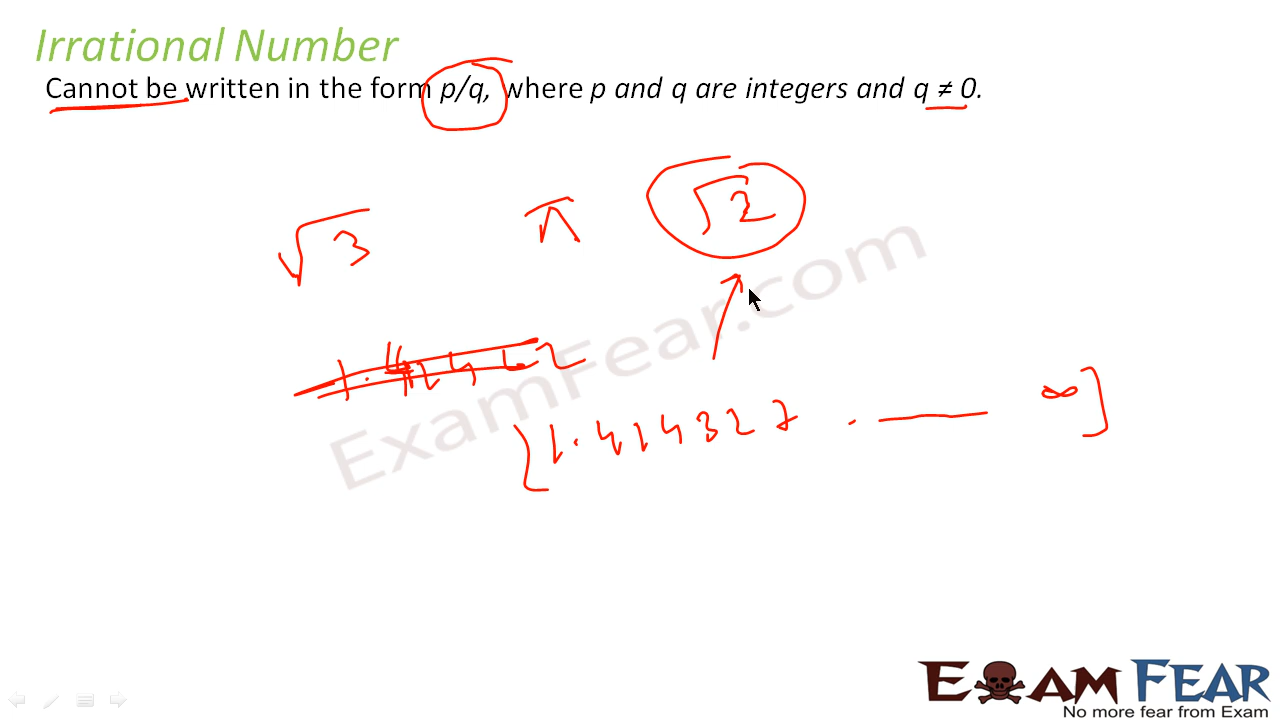 Irrational Number
Cannot be written in the form p/q, where p and q are integers and q ≠ 0.
√3 π √2
1.414327 . —— ∞
ExamFear.com
EXAM FEAR
No more fear from Exam